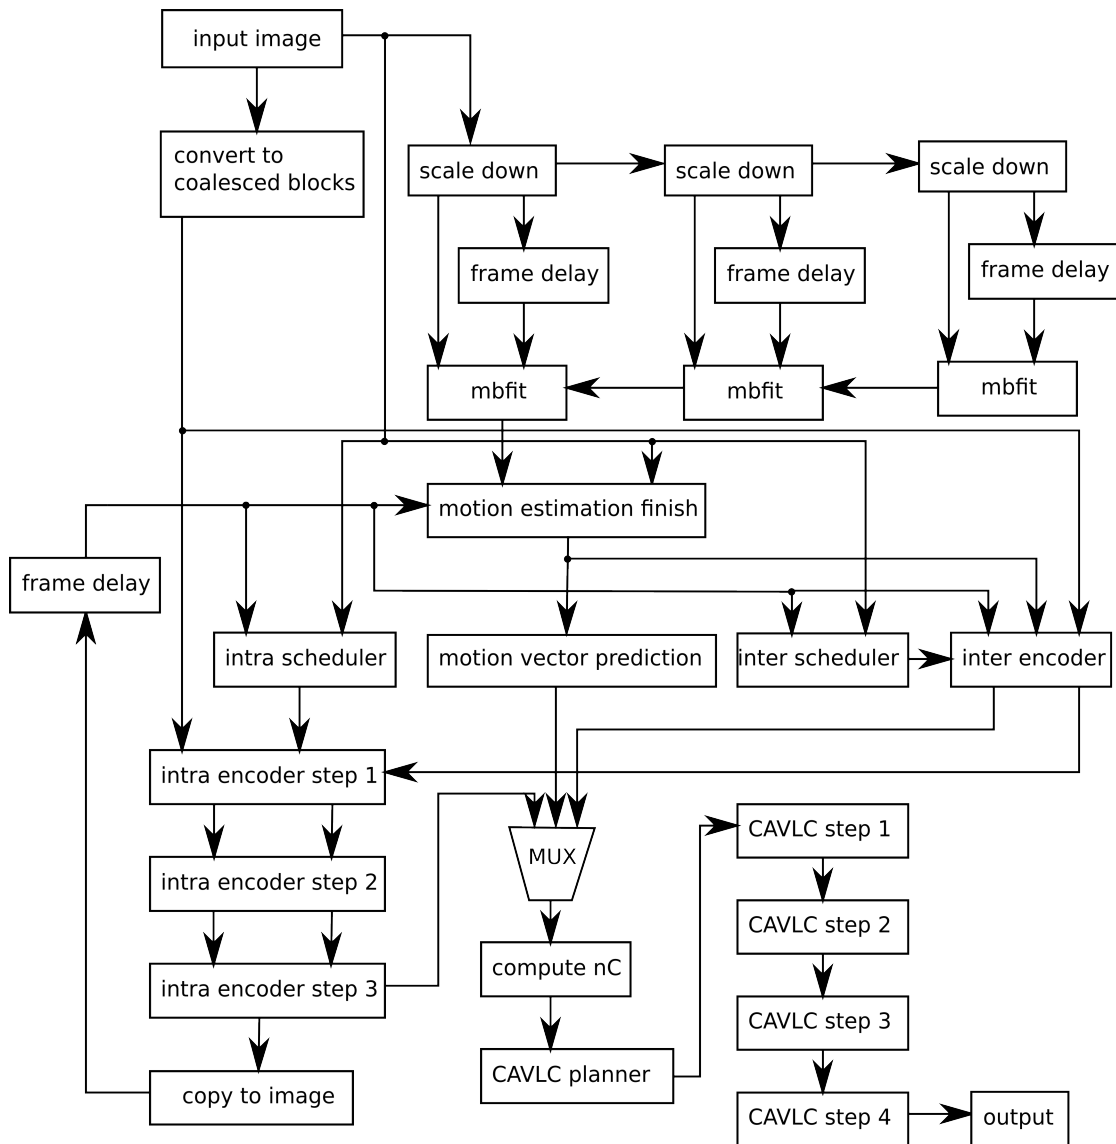 input image
convert to
coalesced blocks
scale down
scale down
scale down
frame delay
frame delay
frame delay
mbfit
mbfit
mbfit
motion estimation finish
frame delay
intra scheduler
motion vector prediction
inter scheduler
inter encoder
intra encoder step 1
intra encoder step 2
intra encoder step 3
copy to image
MUX
compute nC
CAVLC planner
CAVLC step 1
CAVLC step 2
CAVLC step 3
CAVLC step 4
output